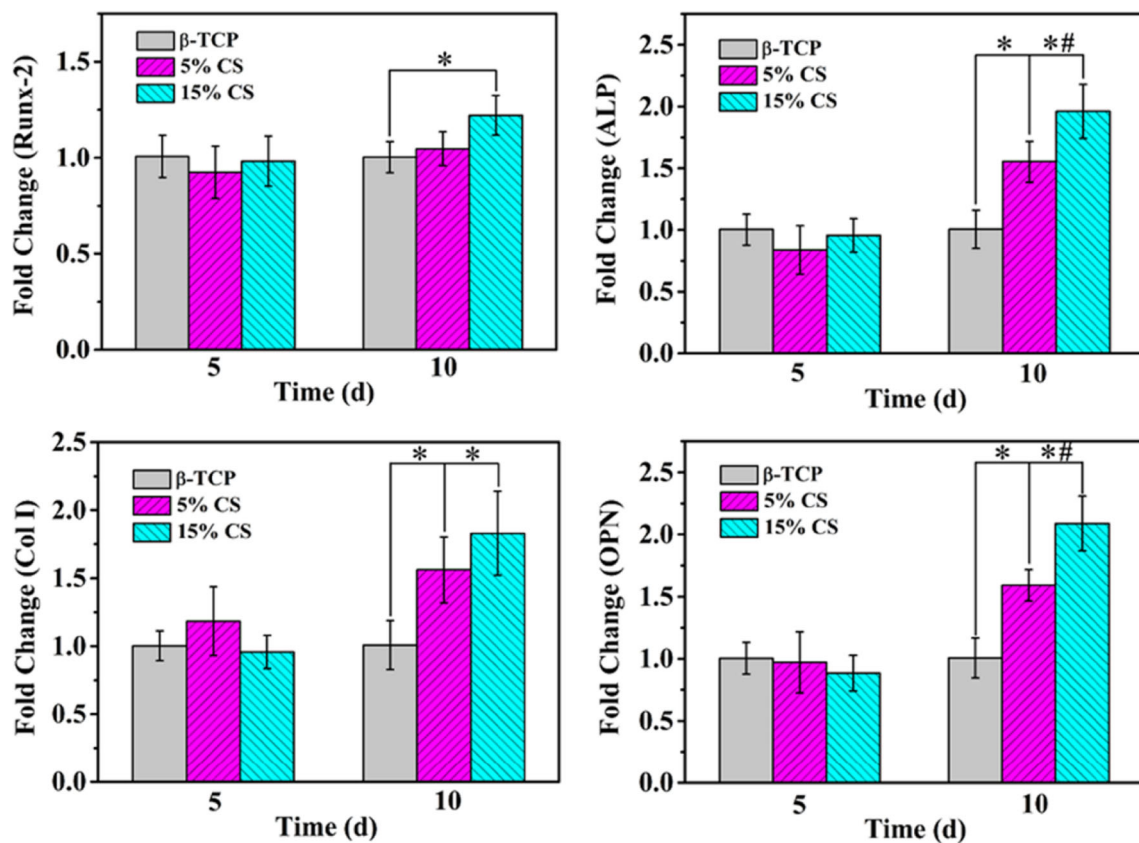 Fold Change (Runx-2)
1.5
1.0
0.5
0.0
β-TCP
5% CS
15% CS
*
5
10
Time (d)
Fold Change (ALP)
2.5
2.0
1.5
1.0
0.5
0.0
β-TCP
5% CS
15% CS
* *#
5
10
Time (d)
Fold Change (Col I)
2.5
2.0
1.5
1.0
0.5
0.0
β-TCP
5% CS
15% CS
* *
5
10
Time (d)
Fold Change (OPN)
2.5
2.0
1.5
1.0
0.5
0.0
β-TCP
5% CS
15% CS
* *#
5
10
Time (d)